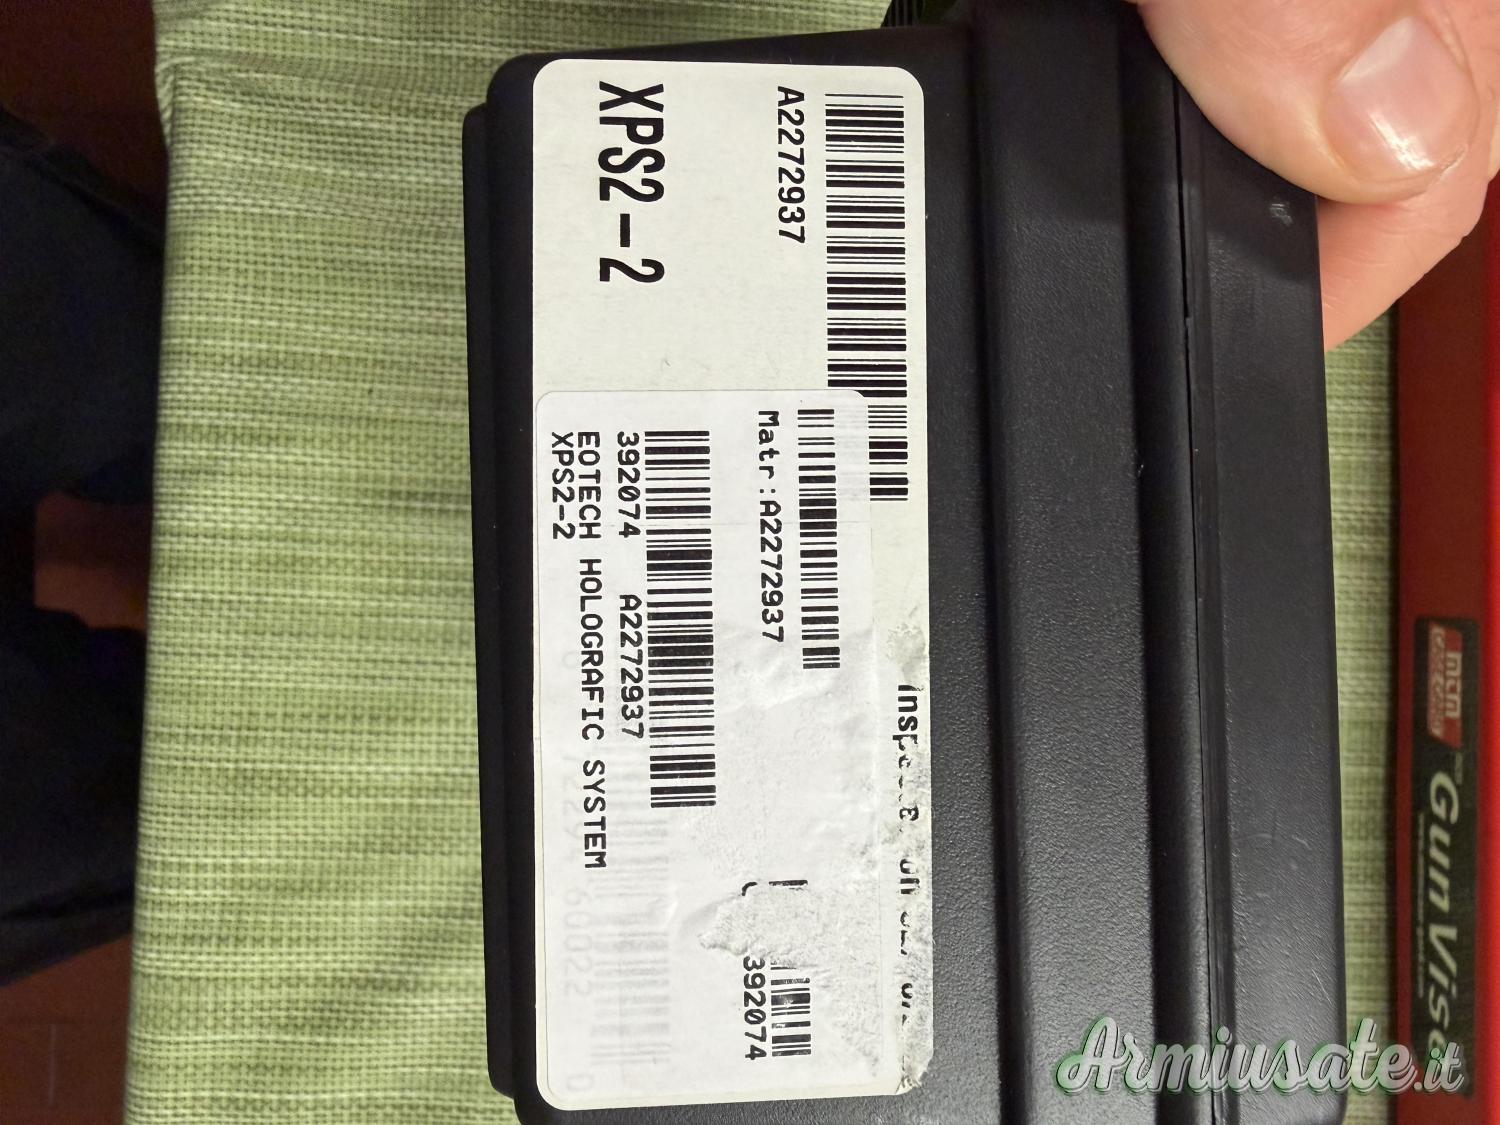 A2272937
XPS2-2
Matr:A2272937
392074 A2272937
EOTECH HOLOGRAFIC SYSTEM
XPS2-2
392074
Gun Vise
Armiusate.it